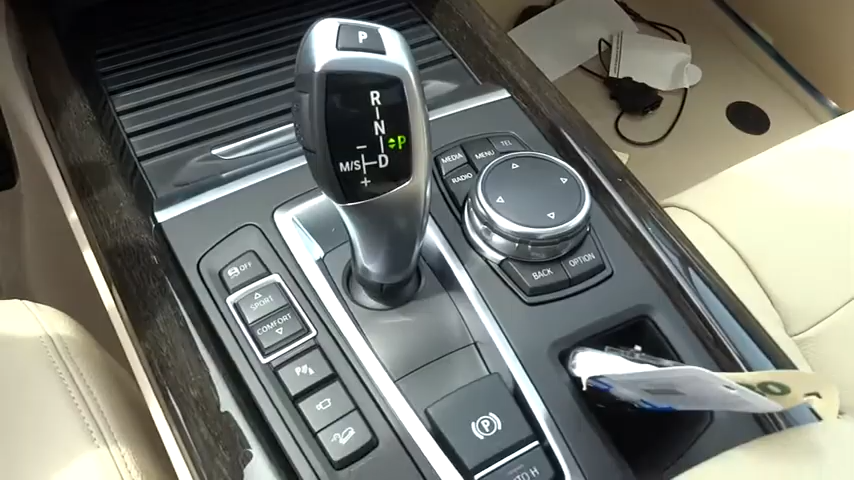 P
R
N
P
M/S
D
MEDIA
MENU
TEL
RADIO
BACK
OPTION
OFF
SPORT
COMFORT
P
(P)